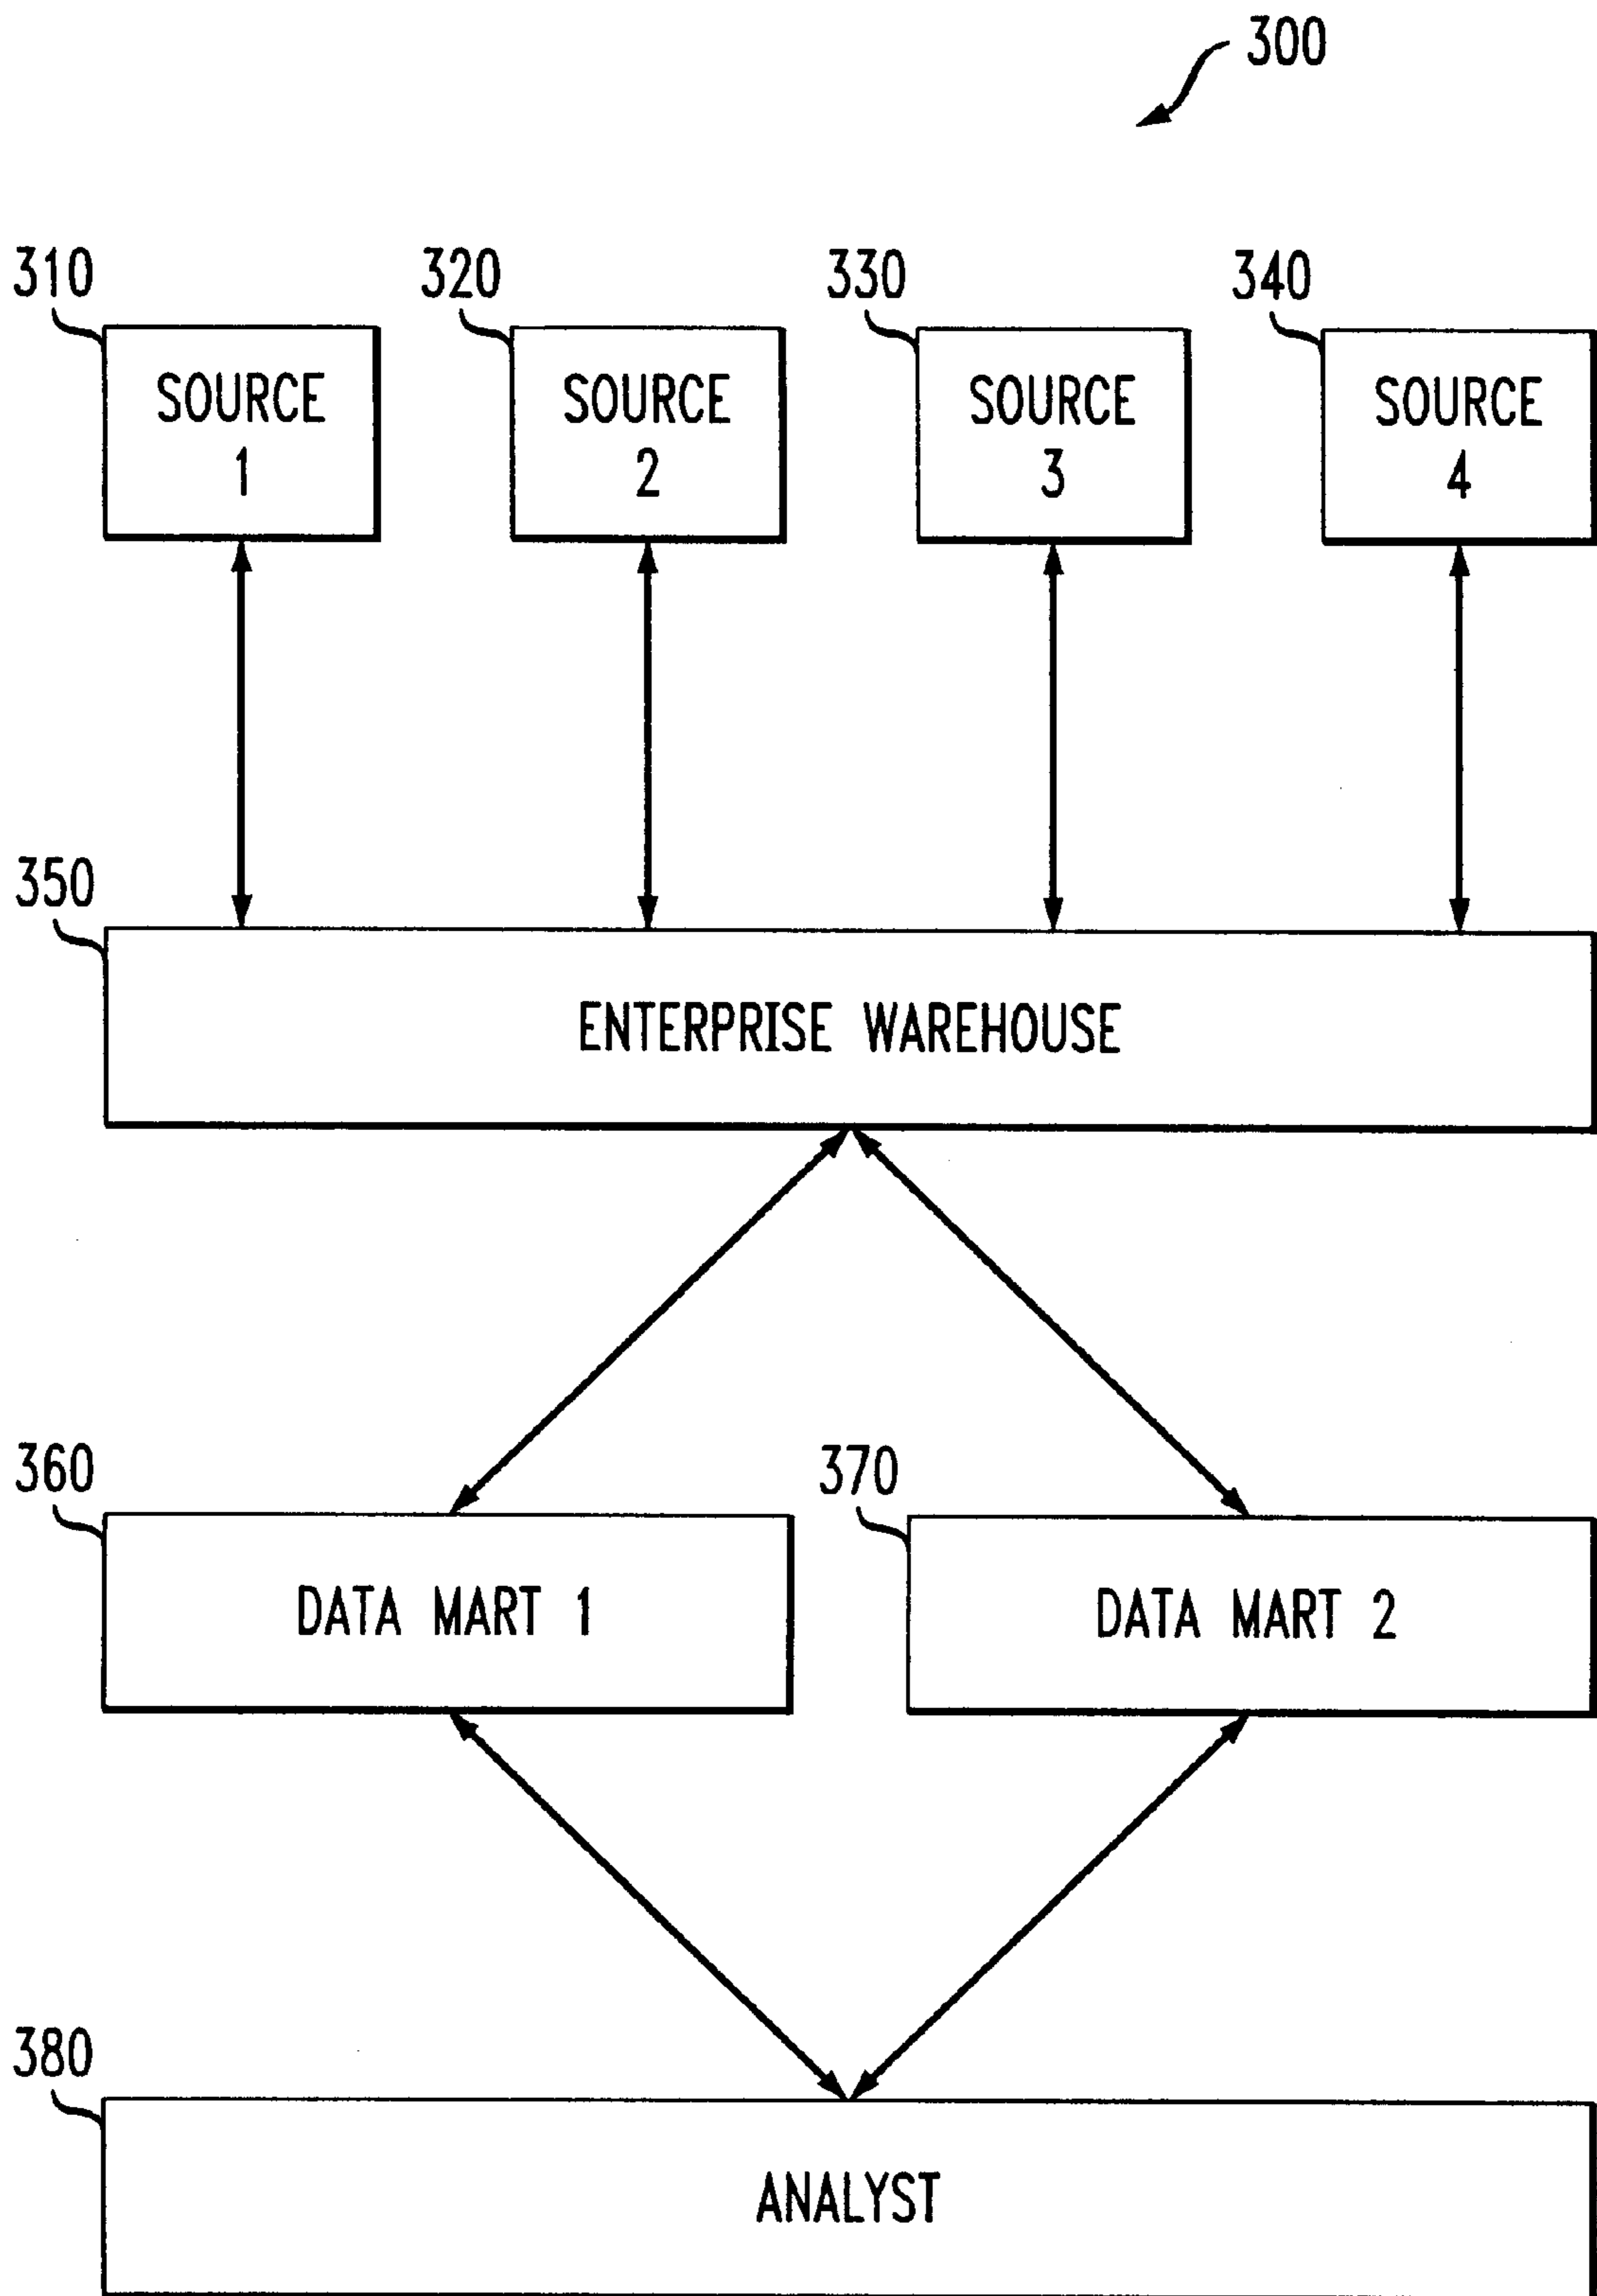 300
310
320
330
340
SOURCE
1
SOURCE
2
SOURCE
3
SOURCE
4
350
ENTERPRISE WAREHOUSE
360
370
DATA MART 1
DATA MART 2
380
ANALYST